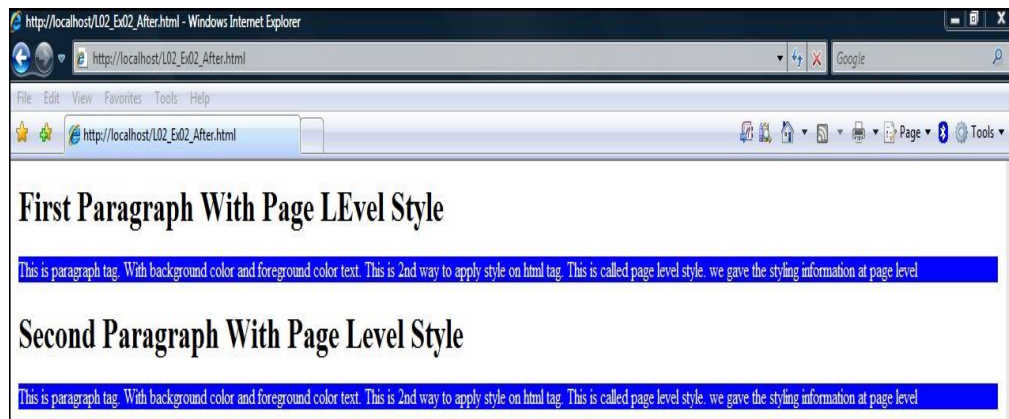 http://localhost/L02_Ex02_After.html - Windows Internet Explorer
http://localhost/L02_Ex02_After.html
Google
File Edit View Favorites Tools Help
http://localhost/L02_Ex02_After.html
Page Tools
First Paragraph With Page LEvel Style
This is paragraph tag. With background color and foreground color text. This is 2nd way to apply style on html tag. This is called page level style. we gave the styling information at page level
Second Paragraph With Page Level Style
This is paragraph tag. With background color and foreground color text. This is 2nd way to apply style on html tag. This is called page level style. we gave the styling information at page level